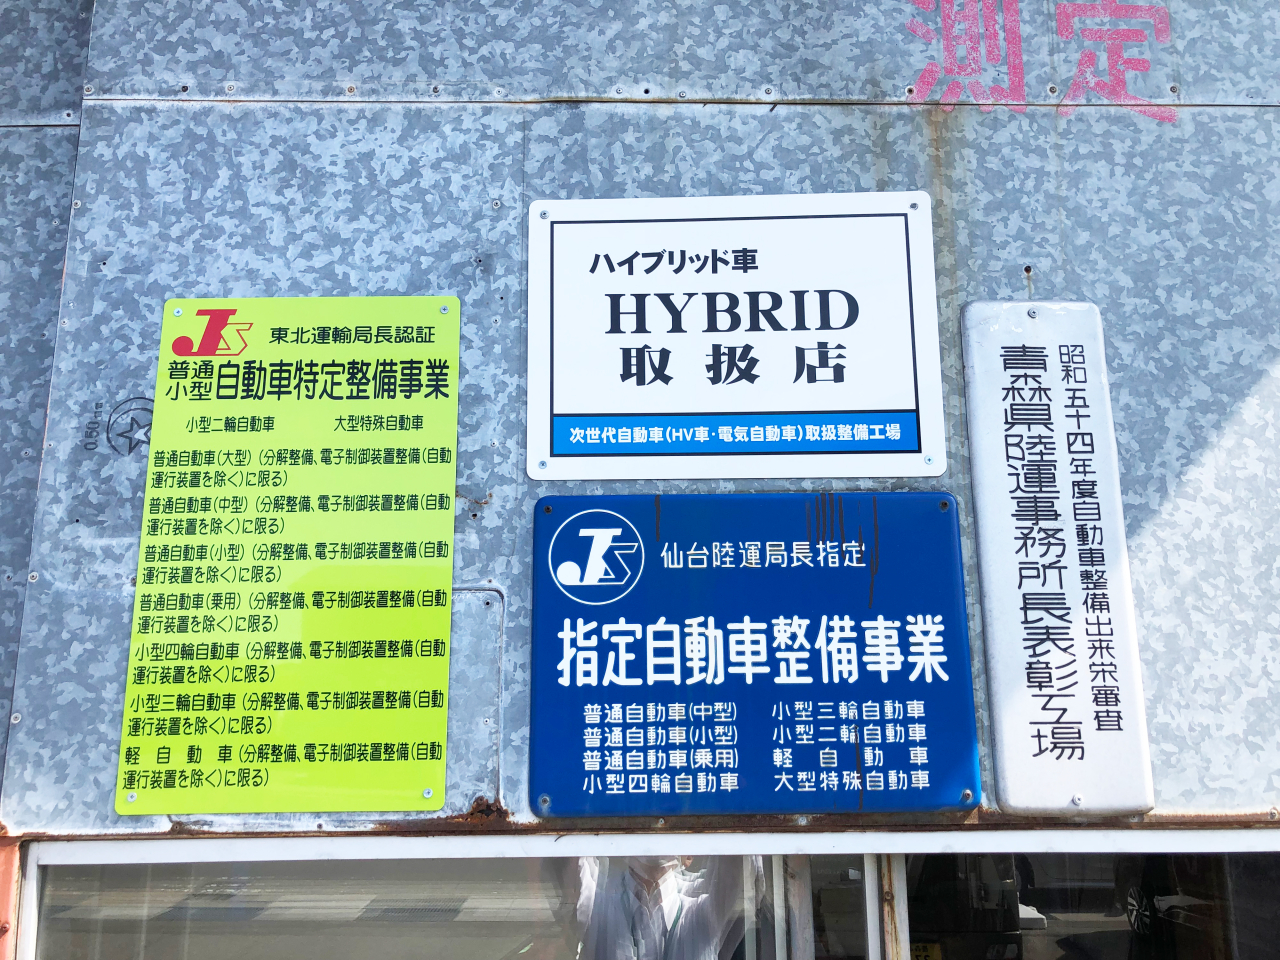 測定
JS 東北運輸局長認証
普通
小型 自動車特定整備事業
小型二輪自動車 大型特殊自動車
普通自動車(大型)(分解整備、電子制御装置整備(自動
運行装置を除く)に限る)
普通自動車(中型)(分解整備、電子制御装置整備(自動
運行装置を除く)に限る)
普通自動車(小型)(分解整備、電子制御装置整備(自動
運行装置を除く)に限る)
普通自動車(乗用)(分解整備、電子制御装置整備(自動
運行装置を除く)に限る)
小型四輪自動車(分解整備、電子制御装置整備(自動
運行装置を除く)に限る)
小型三輪自動車(分解整備、電子制御装置整備(自動
運行装置を除く)に限る)
軽自動車(分解整備、電子制御装置整備(自動
運行装置を除く)に限る)
ハイブリッド車
HYBRID
取扱店
次世代自動車(HV車・電気自動車)取扱整備工場
JS 仙台陸運局長指定
指定自動車整備事業
普通自動車(中型) 小型三輪自動車
普通自動車(小型) 小型二輪自動車
普通自動車(乗用) 軽自動車
小型四輪自動車 大型特殊自動車
昭和五十四年度自動車整備出来栄審査
青森県陸運事務所長表彰工場